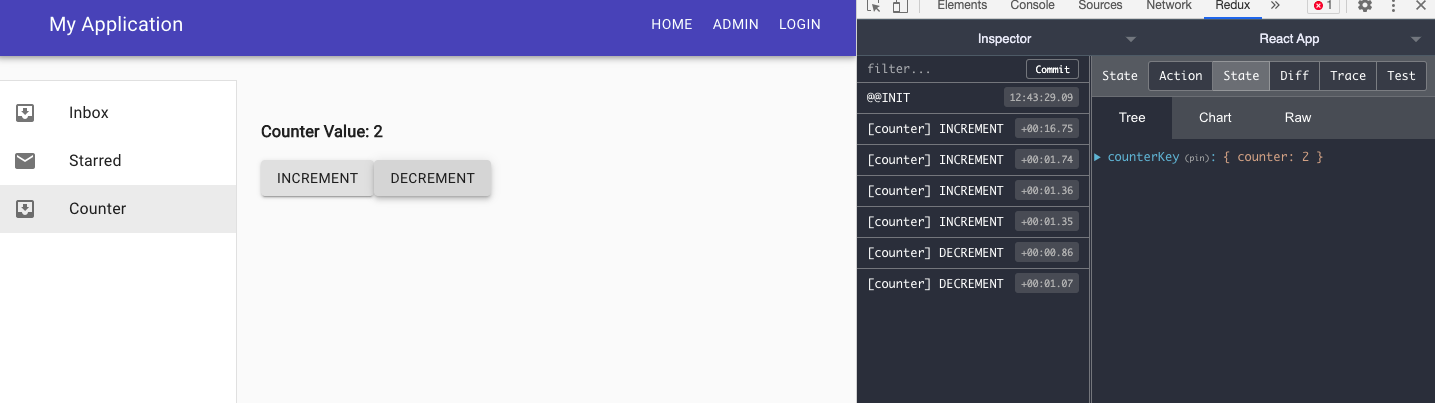 My Application
HOME ADMIN LOGIN
Inbox
Starred
Counter
Counter Value: 2
INCREMENT DECREMENT
Elements Console Sources Network Redux » 1
Inspector React App
filter... Commit
@@INIT 12:43:29.09
[counter] INCREMENT +00:16.75
[counter] INCREMENT +00:01.74
[counter] INCREMENT +00:01.36
[counter] INCREMENT +00:01.35
[counter] DECREMENT +00:00.86
[counter] DECREMENT +00:01.07
State Action State Diff Trace Test
Tree Chart Raw
counterKey (pin): { counter: 2 }